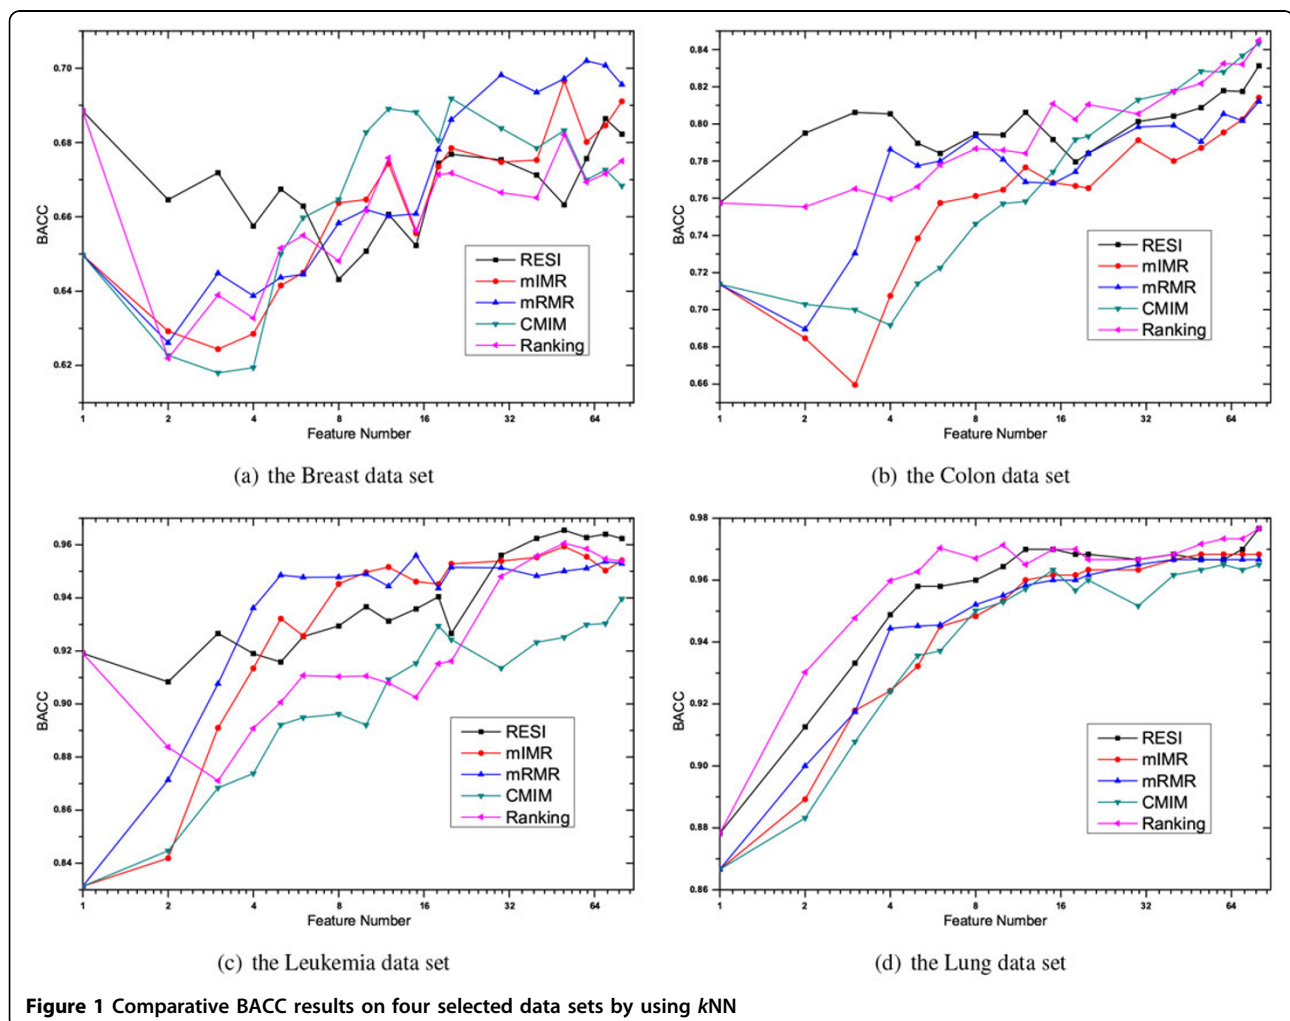 0.70
0.68
0.66
0.64
0.62
BACC
1 2 4 8 16 32 64
Feature Number
RESI
mIMR
mRMR
CMIM
Ranking
(a) the Breast data set
0.84
0.82
0.80
0.78
0.76
0.74
0.72
0.70
0.68
0.66
BACC
1 2 4 8 16 32 64
Feature Number
RESI
mIMR
mRMR
CMIM
Ranking
(b) the Colon data set
0.96
0.94
0.92
0.90
0.88
0.86
0.84
BACC
1 2 4 8 16 32 64
Feature Number
RESI
mIMR
mRMR
CMIM
Ranking
(c) the Leukemia data set
0.98
0.96
0.94
0.92
0.90
0.88
0.86
BACC
1 2 4 8 16 32 64
Feature Number
RESI
mIMR
mRMR
CMIM
Ranking
(d) the Lung data set
Figure 1 Comparative BACC results on four selected data sets by using kNN